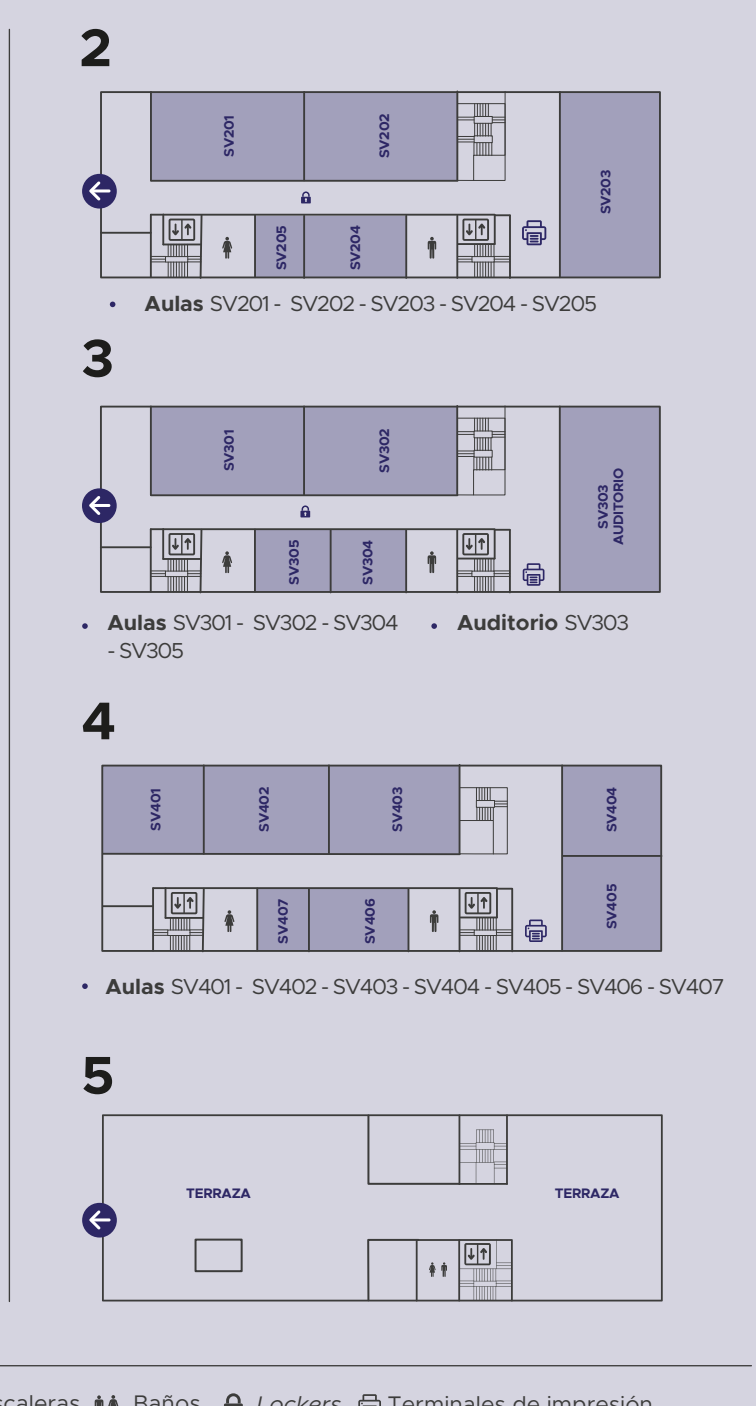 2
SV201
SV202
SV203
SV205
SV204
• Aulas SV201 - SV202 - SV203 - SV204 - SV205
3
SV301
SV302
SV303
AUDITORIO
SV305
SV304
• Aulas SV301 - SV302 - SV304
- SV305
• Auditorio SV303
4
SV401
SV402
SV403
SV404
SV405
SV407
SV406
• Aulas SV401 - SV402 - SV403 - SV404 - SV405 - SV406 - SV407
5
TERRAZA
TERRAZA
scaleras Baños Lockers Terminales de impresión